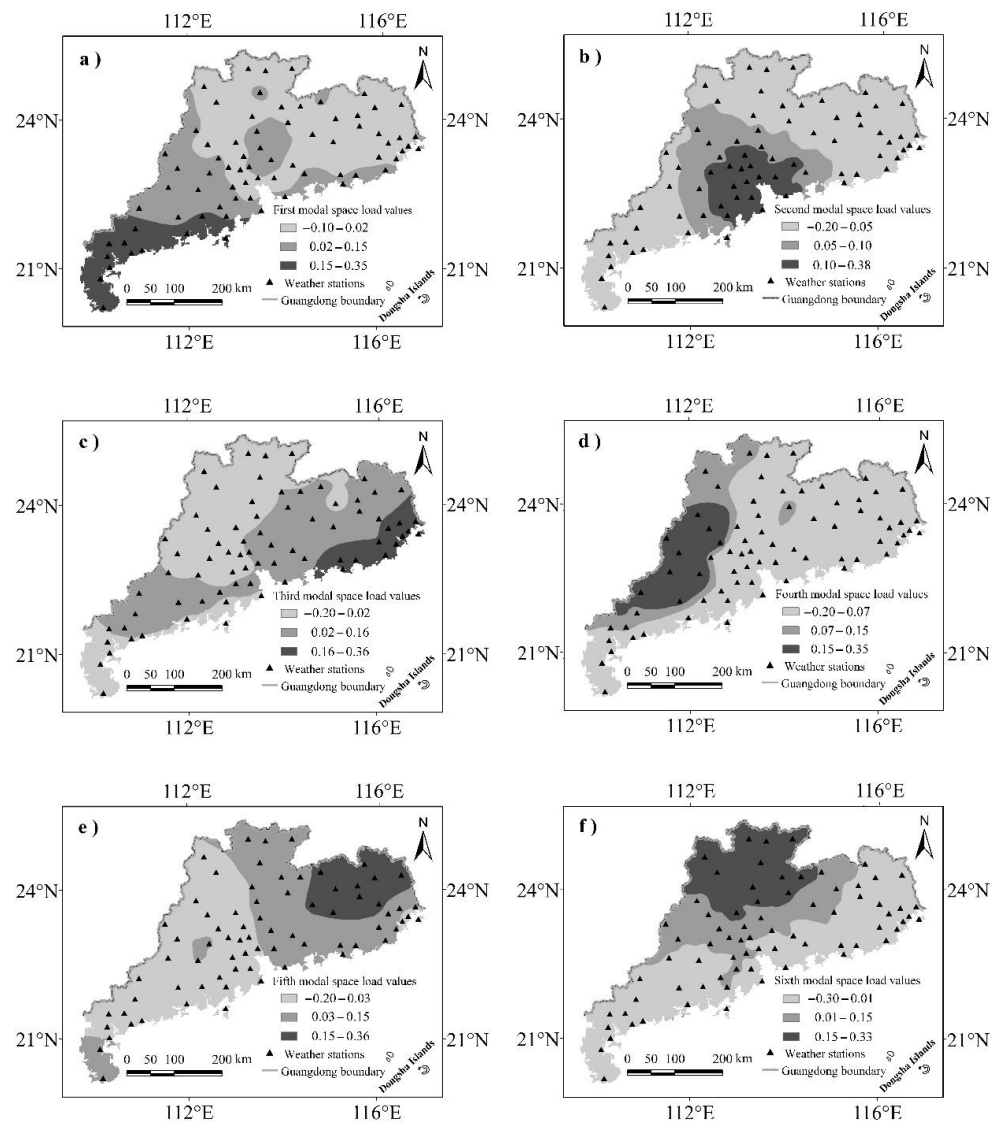 112°E 116°E
a )
N
24°N
21°N
First modal space load values
−0.10–0.02
0.02–0.15
0.15–0.35
Weather stations
Guangdong boundary
0 50 100 200 km
Dongsha Islands
112°E 116°E
112°E 116°E
b )
N
24°N
21°N
Second modal space load values
−0.20–0.05
0.05–0.10
0.10–0.38
Weather stations
Guangdong boundary
0 50 100 200 km
Dongsha Islands
112°E 116°E
112°E 116°E
c )
N
24°N 24°N
21°N 21°N
Third modal space load values
−0.20–0.02
0.02–0.16
0.16–0.36
Weather stations
Guangdong boundary
0 50 100 200 km
Dongsha Islands
112°E 116°E
112°E 116°E
d )
N
24°N
21°N
Fourth modal space load values
−0.20–0.07
0.07–0.15
0.15–0.35
Weather stations
Guangdong boundary
0 50 100 200 km
Dongsha Islands
112°E 116°E
112°E 116°E
e )
N
24°N 24°N
21°N 21°N
Fifth modal space load values
−0.20–0.03
0.03–0.15
0.15–0.36
Weather stations
Guangdong boundary
0 50 100 200 km
Dongsha Islands
112°E 116°E
112°E 116°E
f )
N
24°N
21°N
Sixth modal space load values
−0.30–0.01
0.01–0.15
0.15–0.33
Weather stations
Guangdong boundary
0 50 100 200 km
Dongsha Islands
112°E 116°E